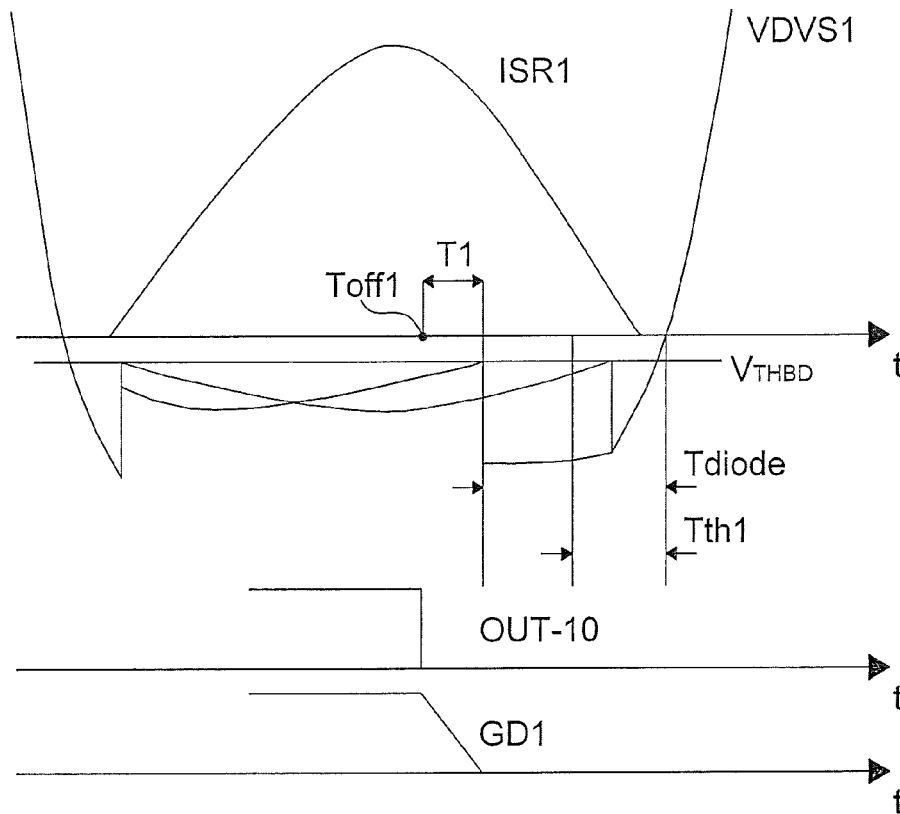 VDVS1
ISR1
T1
Toff1
t
VTHBD
Tdiode
Tth1
OUT-10
t
GD1
t